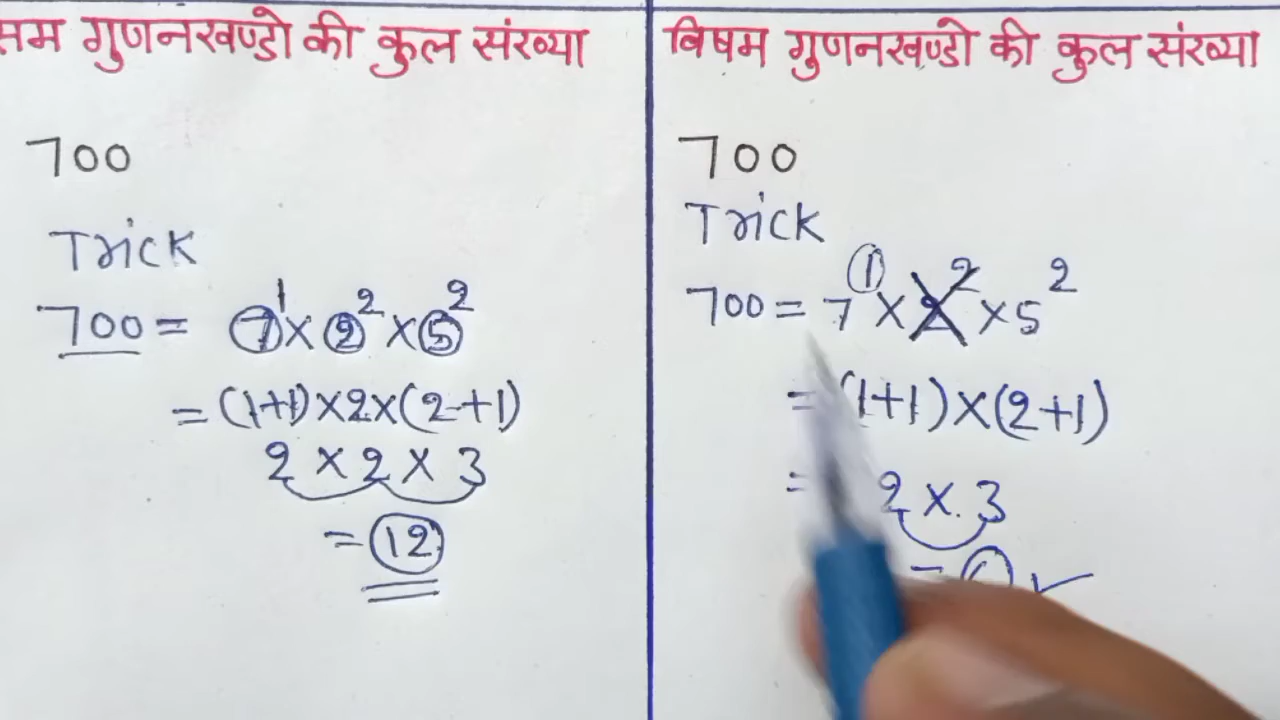 सम गुणनखण्डो की कुल संख्या
700
Trick
700 = 7¹ × 2² × 5²
= (1+1) × 2 × (2+1)
2 × 2 × 3
= 12
विषम गुणनखण्डो की कुल संख्या
700
Trick
700 = 7¹ × 2² × 5²
= (1+1) × (2+1)
= 2 × 3
=